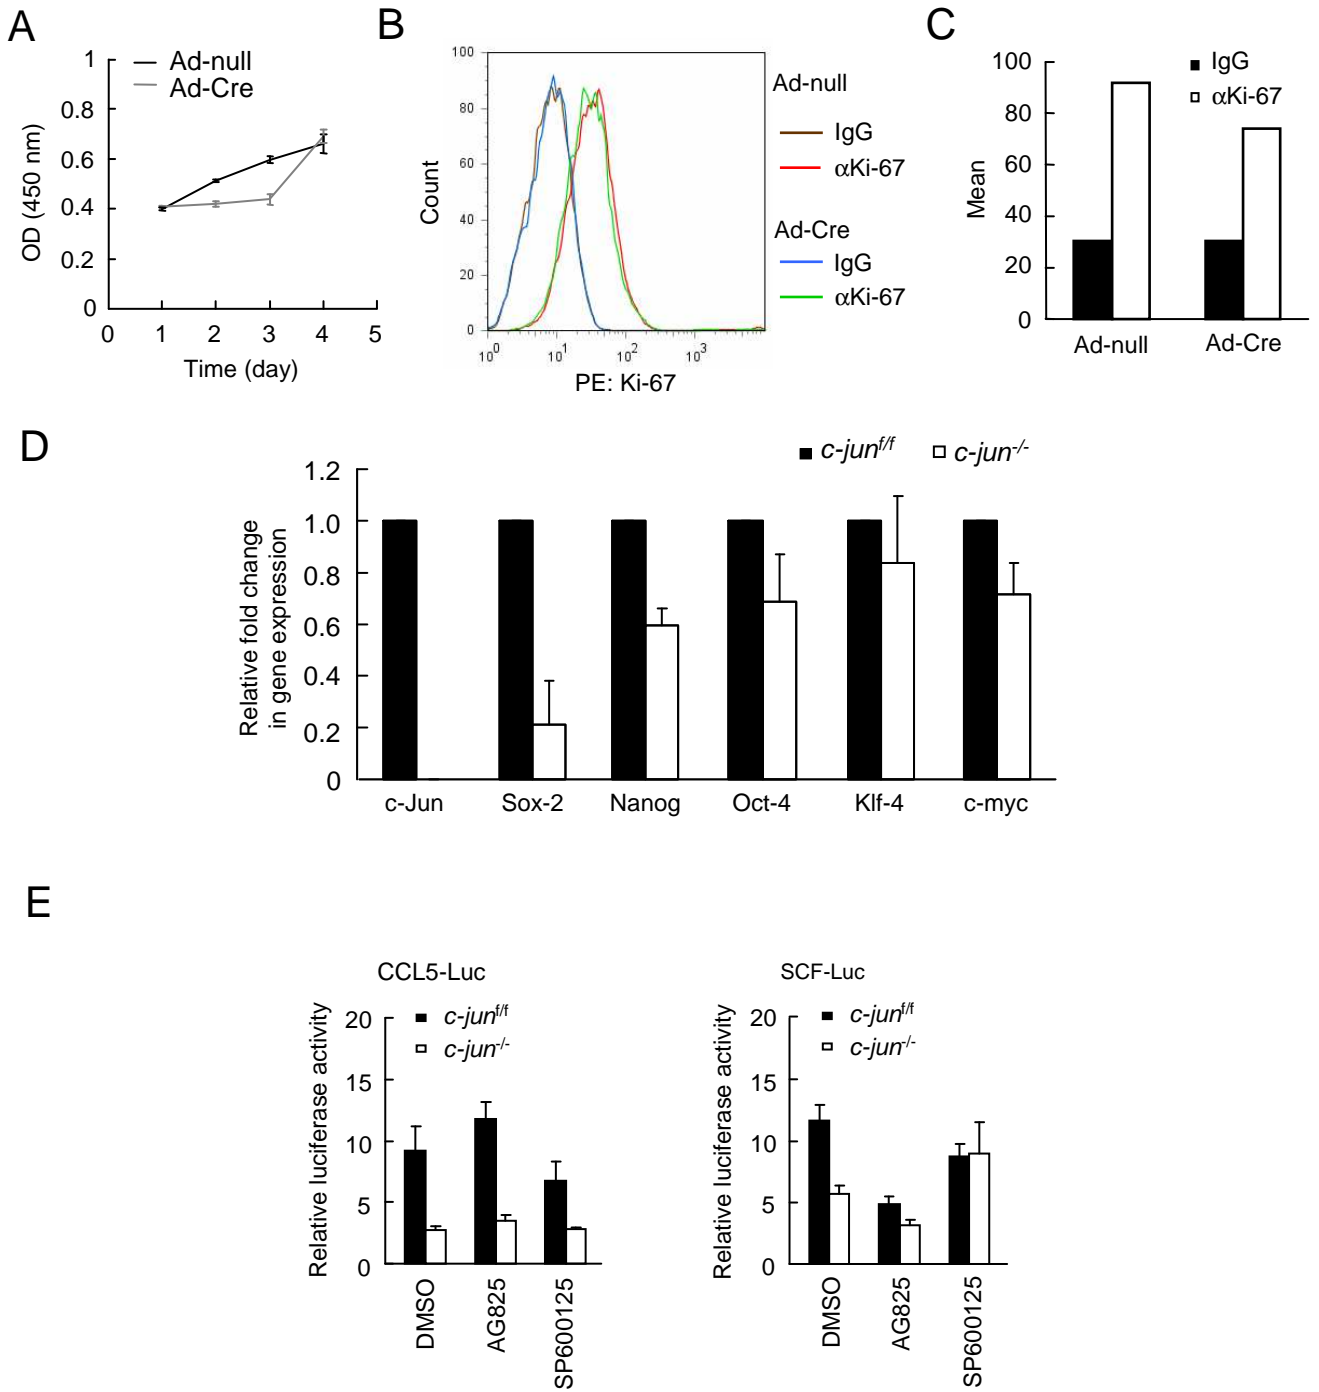 A
Ad-null
Ad-Cre
1
0.8
0.6
0.4
0.2
0
0 1 2 3 4 5
OD (450 nm)
Time (day)
B
100
80
60
40
20
0
Count
10^0 10^1 10^2 10^3
PE: Ki-67
Ad-null
IgG
αKi-67
Ad-Cre
IgG
αKi-67
C
IgG
αKi-67
100
80
60
40
20
0
Mean
Ad-null Ad-Cre
D
c-jun^f/f c-jun^-/-
1.2
1.0
0.8
0.6
0.4
0.2
0
Relative fold change
in gene expression
c-Jun Sox-2 Nanog Oct-4 Klf-4 c-myc
E
CCL5-Luc
c-jun^f/f
c-jun^-/-
20
15
10
5
0
Relative luciferase activity
DMSO
AG825
SP600125
SCF-Luc
c-jun^f/f
c-jun^-/-
20
15
10
5
0
Relative luciferase activity
DMSO
AG825
SP600125